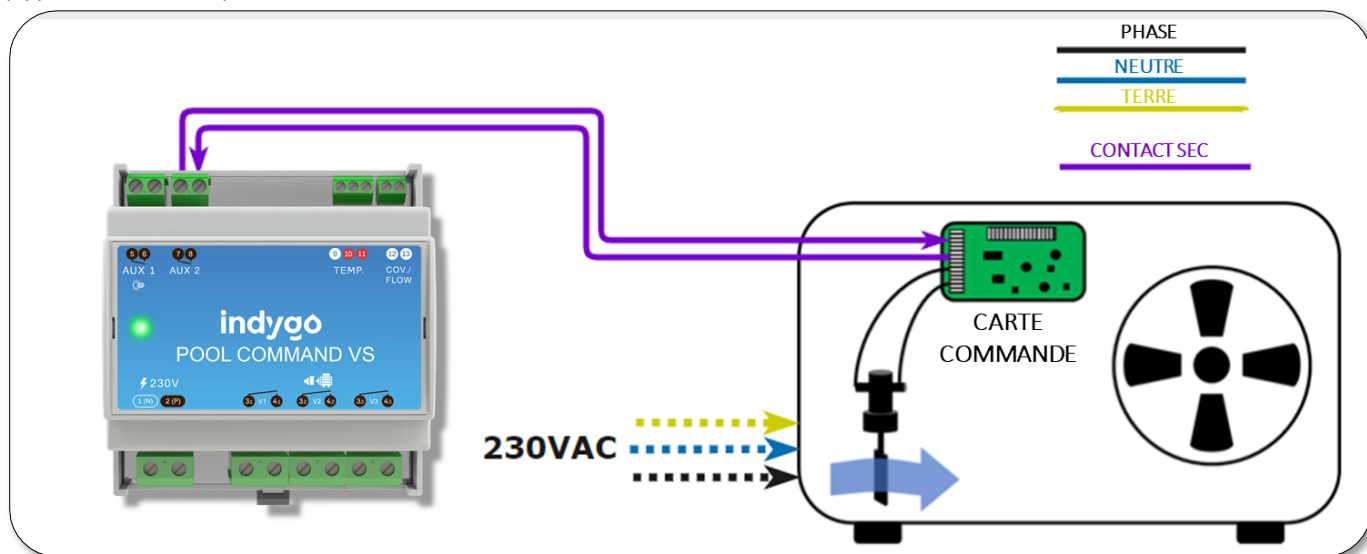 PHASE
NEUTRE
TERRE
CONTACT SEC
5 6
7 8
9 10 11
12 13
AUX 1
AUX 2
TEMP.
COV./
FLOW
indygo
POOL COMMAND VS
230V
1 (N) 2 (P)
31 V1 41
32 V2 42
33 V3 43
CARTE
COMMANDE
230VAC